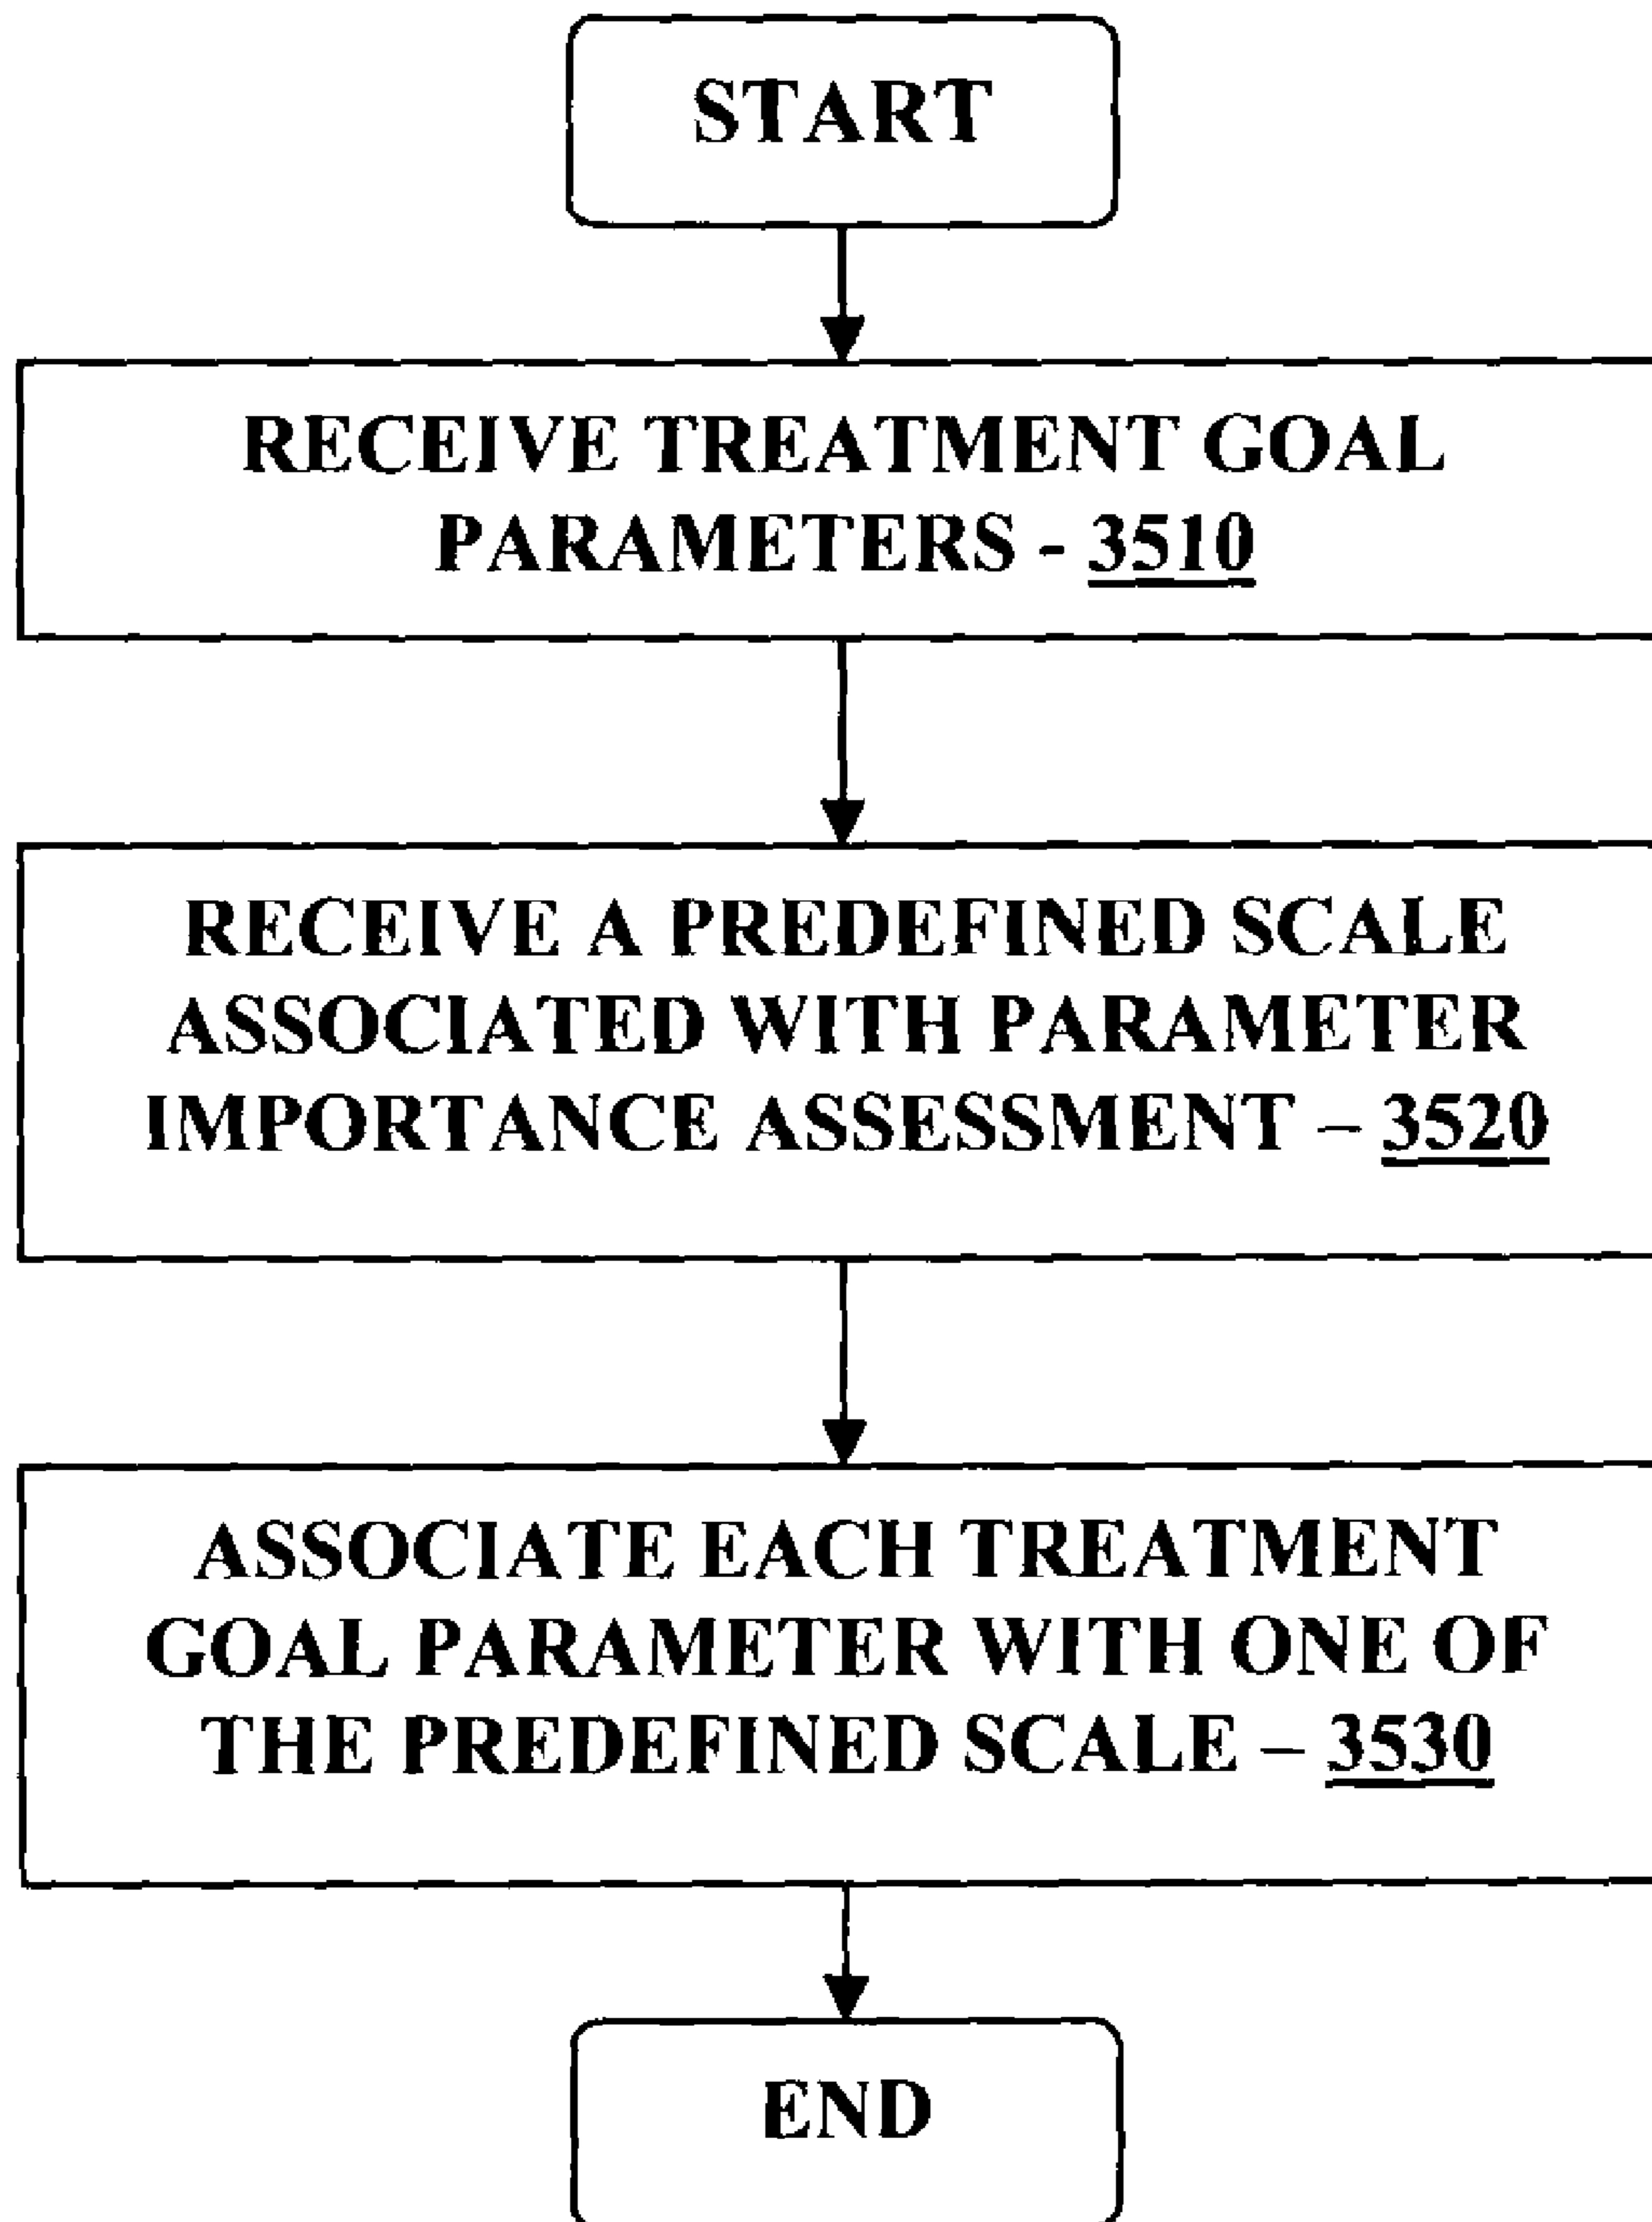 START
RECEIVE TREATMENT GOAL
PARAMETERS - 3510
RECEIVE A PREDEFINED SCALE
ASSOCIATED WITH PARAMETER
IMPORTANCE ASSESSMENT – 3520
ASSOCIATE EACH TREATMENT
GOAL PARAMETER WITH ONE OF
THE PREDEFINED SCALE – 3530
END